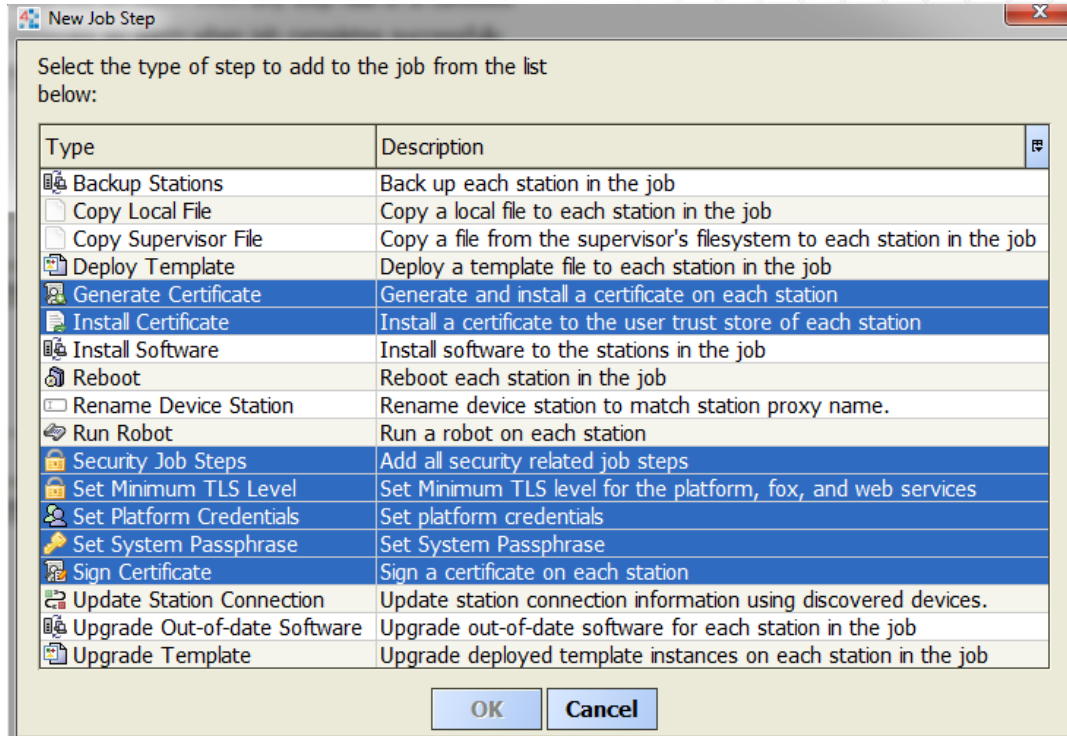 New Job Step
Select the type of step to add to the job from the list
below:
Type Description
Backup Stations Back up each station in the job
Copy Local File Copy a local file to each station in the job
Copy Supervisor File Copy a file from the supervisor's filesystem to each station in the job
Deploy Template Deploy a template file to each station in the job
Generate Certificate Generate and install a certificate on each station
Install Certificate Install a certificate to the user trust store of each station
Install Software Install software to the stations in the job
Reboot Reboot each station in the job
Rename Device Station Rename device station to match station proxy name.
Run Robot Run a robot on each station
Security Job Steps Add all security related job steps
Set Minimum TLS Level Set Minimum TLS level for the platform, fox, and web services
Set Platform Credentials Set platform credentials
Set System Passphrase Set System Passphrase
Sign Certificate Sign a certificate on each station
Update Station Connection Update station connection information using discovered devices.
Upgrade Out-of-date Software Upgrade out-of-date software for each station in the job
Upgrade Template Upgrade deployed template instances on each station in the job
OK Cancel